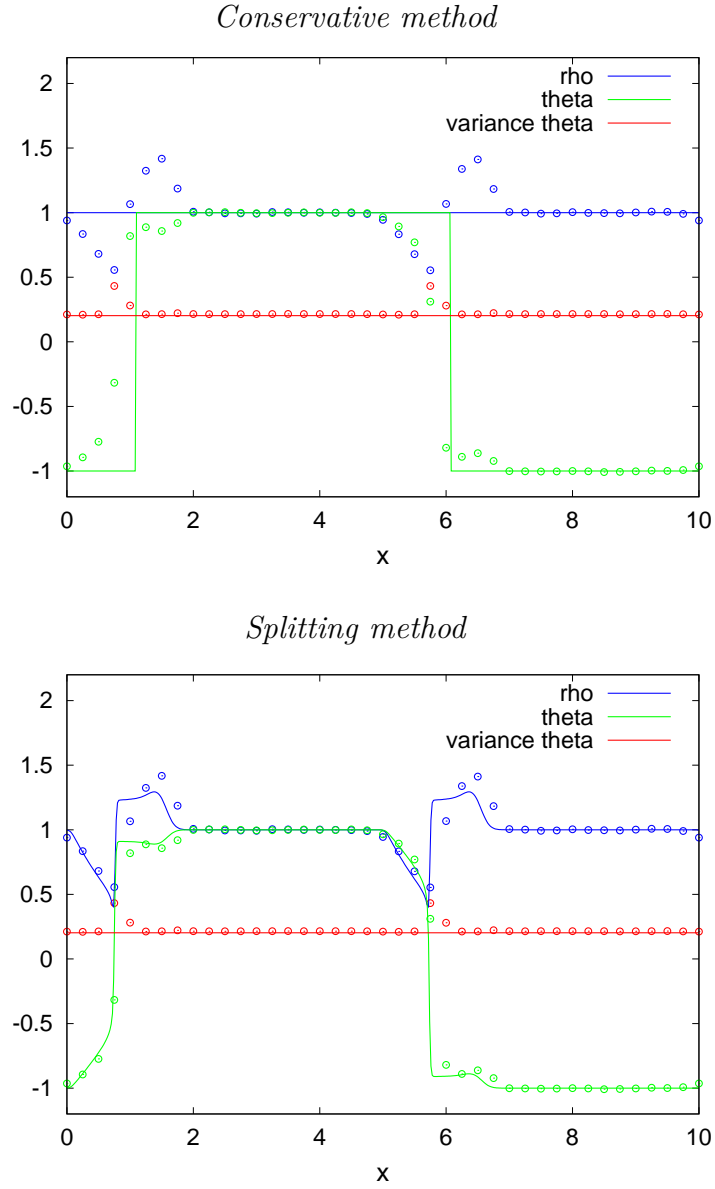 Conservative method
2
1.5
1
0.5
0
-0.5
-1
rho
theta
variance theta
0 2 4 6 8 10
x
Splitting method
2
1.5
1
0.5
0
-0.5
-1
rho
theta
variance theta
0 2 4 6 8 10
x